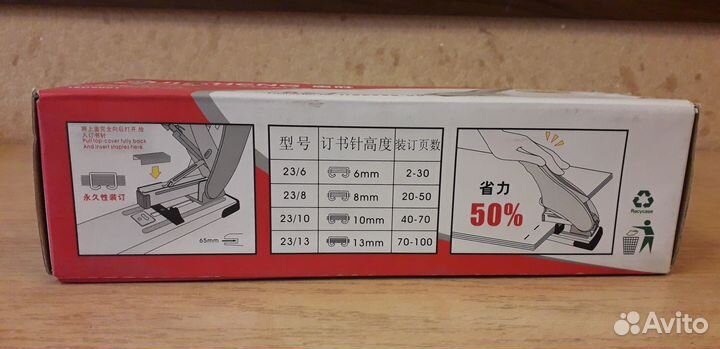 将上盖完全向后打开,给
入订书针
Pull top-cover fully back
And insert staples here.
永久性装订
65mm
型号 订书针高度 装订页数
23/6 6mm 2-30
23/8 8mm 20-50
23/10 10mm 40-70
23/13 13mm 70-100
省力
50%
Recycase
Avito